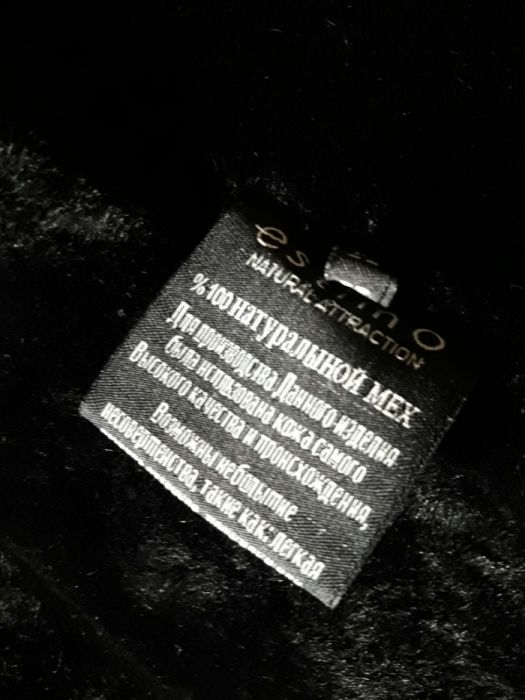 NATURAL ATTRACTION
% 100 натуральіной МЕХ
Для производства Данного изделия
была использована кожа самого
Высокого качества и происхождения,
Возможны небольшие
несовершенства, такие как: легкая